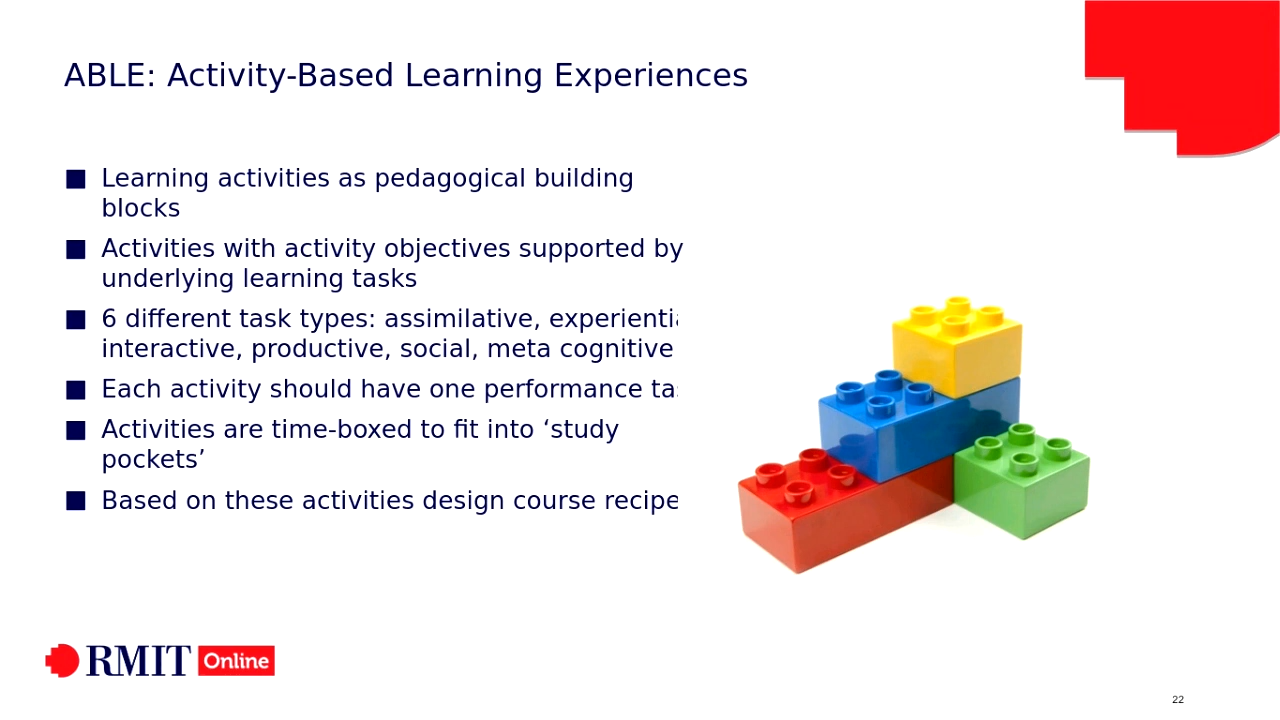 ABLE: Activity-Based Learning Experiences
■ Learning activities as pedagogical building
blocks
■ Activities with activity objectives supported by
underlying learning tasks
■ 6 different task types: assimilative,
interactive, productive, social, meta cognitive
■ Each activity should have one performance
■ Activities are time-boxed to fit into ‘study
pockets’
■ Based on these activities design course recipe
RMIT Online
22